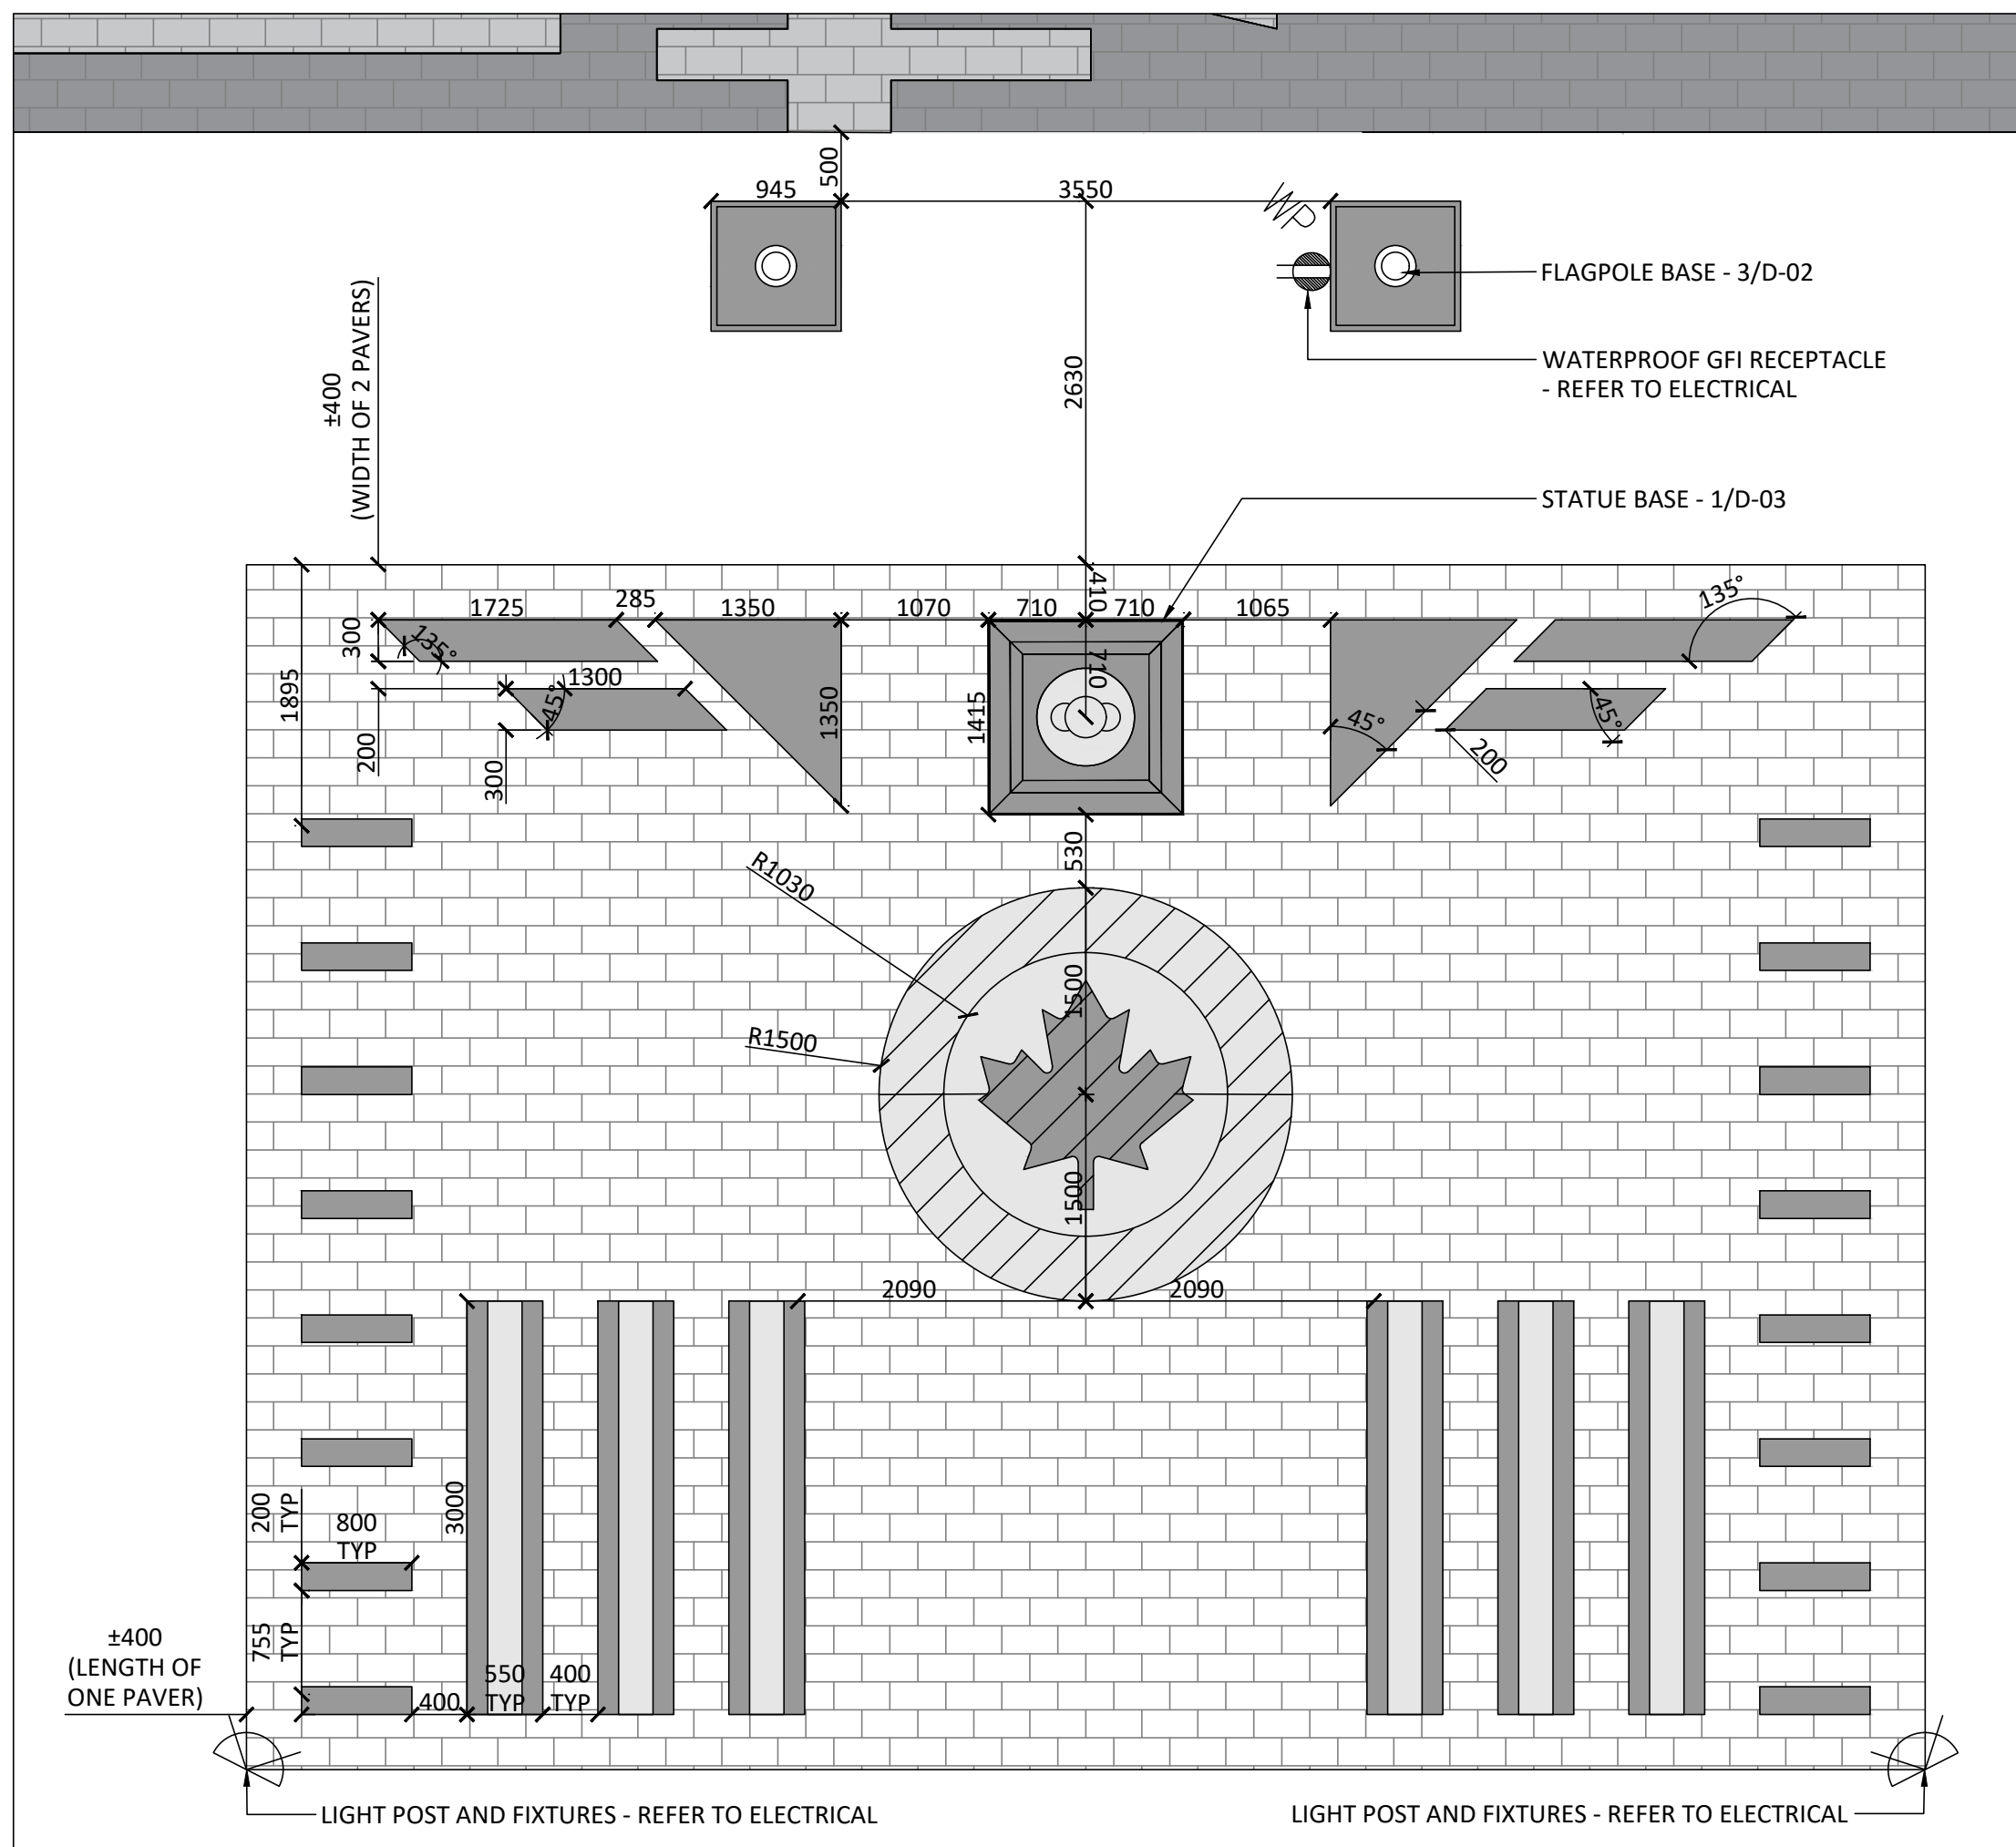 500
945
3550
WP
FLAGPOLE BASE - 3/D-02
WATERPROOF GFI RECEPTACLE
- REFER TO ELECTRICAL
±400
(WIDTH OF 2 PAVERS)
2630
STATUE BASE - 1/D-03
1725
285
1350
1070
710
410
710
1065
135°
300
135°
1895
1300
45°
200
300
1350
1415
710
45°
45°
200
530
R1030
1500
R1500
1500
2090
2090
3000
200
TYP
800
TYP
755
TYP
±400
(LENGTH OF
ONE PAVER)
400
550
TYP
400
TYP
LIGHT POST AND FIXTURES - REFER TO ELECTRICAL
LIGHT POST AND FIXTURES - REFER TO ELECTRICAL